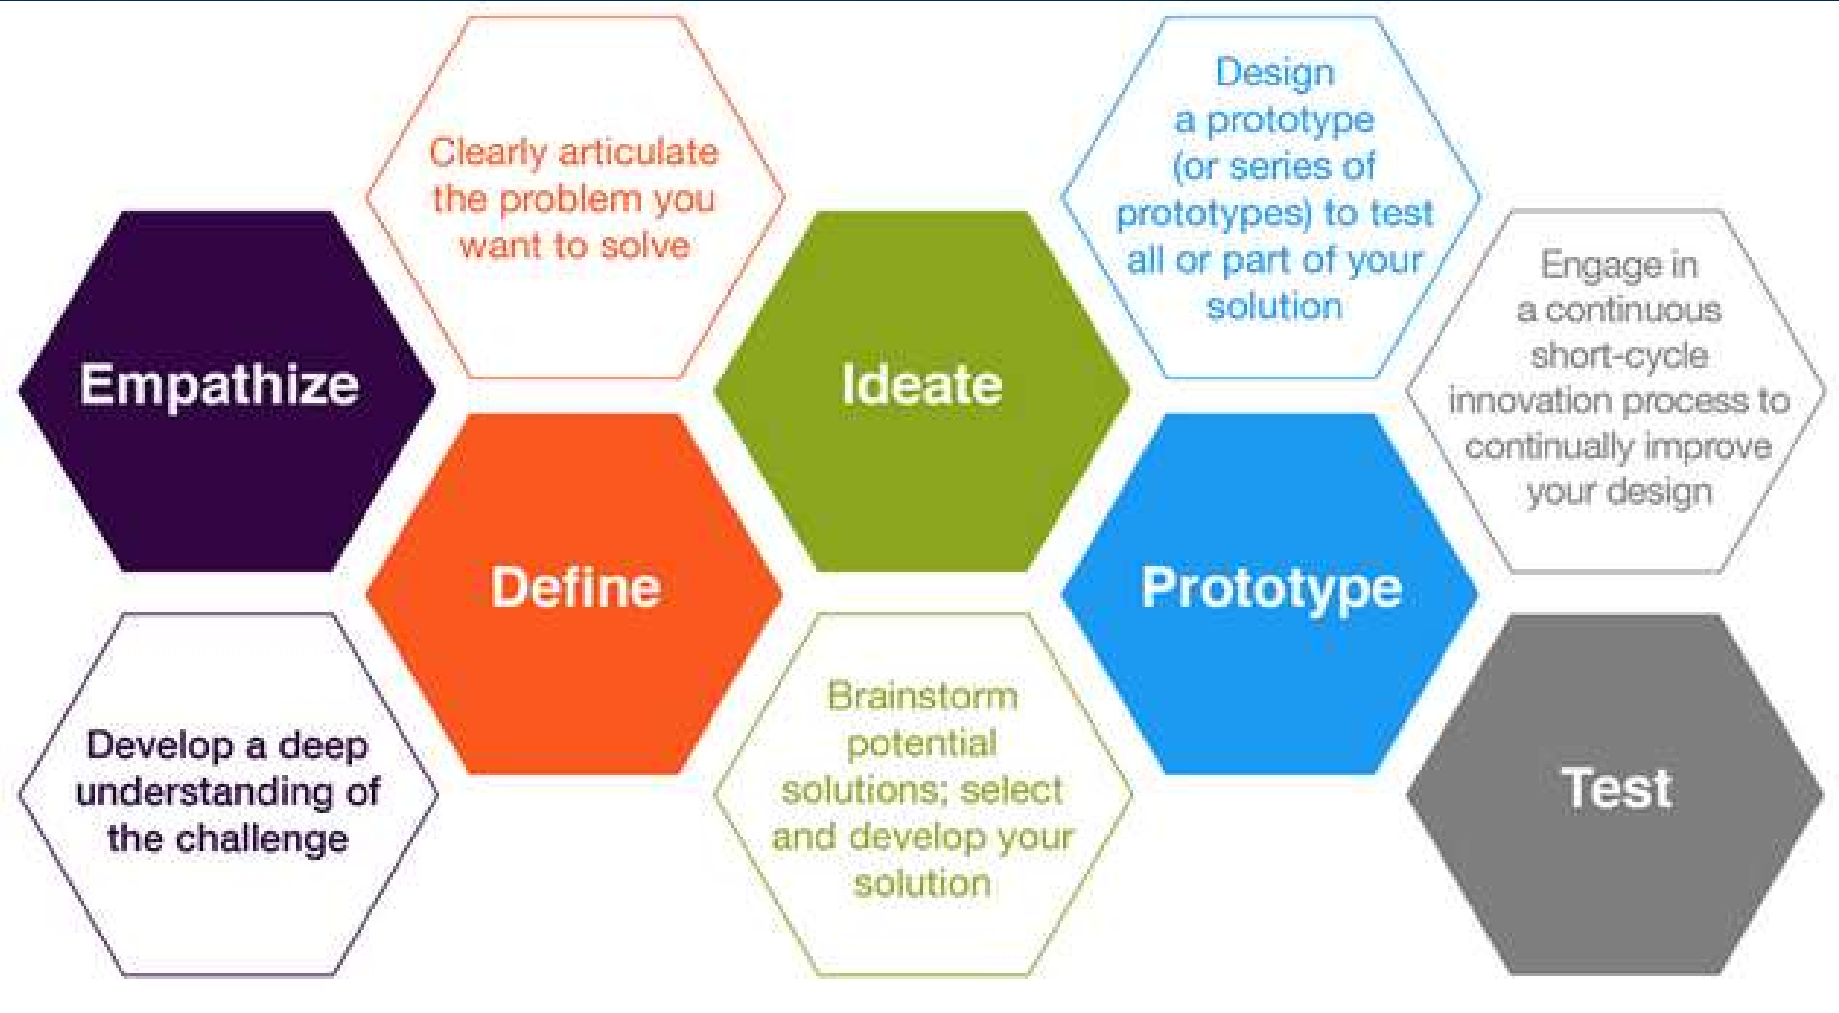 Empathize
Develop a deep
understanding of
the challenge
Clearly articulate
the problem you
want to solve
Define
Ideate
Brainstorm
potential
solutions; select
and develop your
solution
Design
a prototype
(or series of
prototypes) to test
all or part of your
solution
Prototype
Engage in
a continuous
short-cycle
innovation process to
continually improve
your design
Test